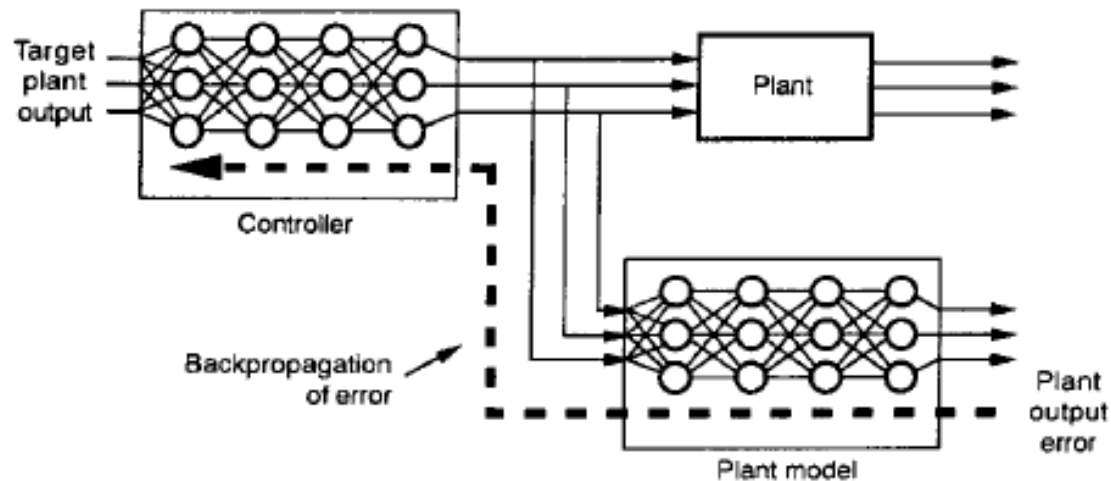 Target
plant
output
Plant
Controller
Backpropagation
of error
Plant
output
error
Plant model